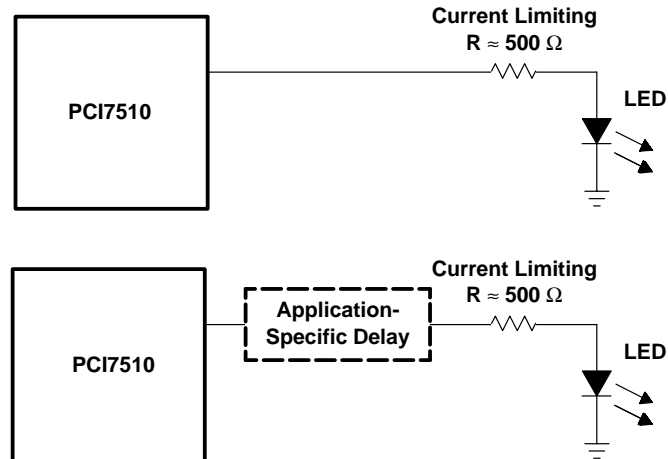 Current Limiting
R ≈ 500 Ω
LED
PCI7510
Current Limiting
R ≈ 500 Ω
Application-
Specific Delay
LED
PCI7510